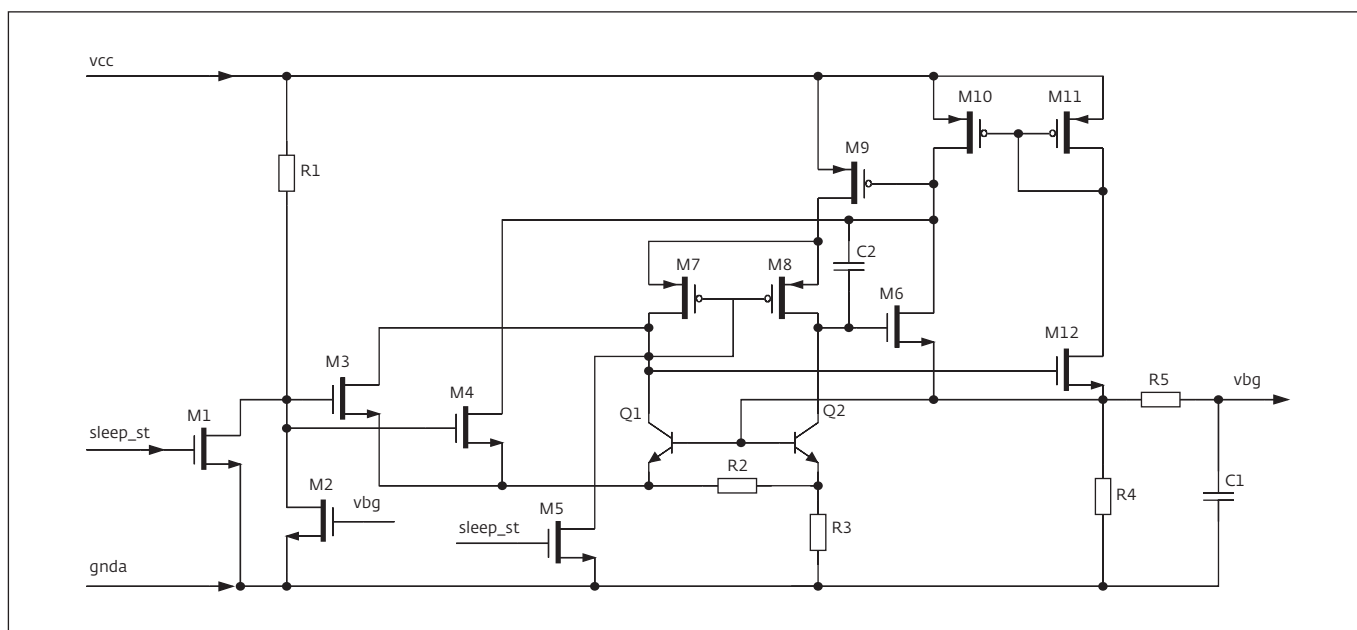 vcc
M10
M11
M9
R1
C2
M7
M8
M6
M12
M3
R5
vbg
M4
M1
Q1
Q2
sleep_st
R2
M2
vbg
R4
C1
M5
sleep_st
R3
gnda